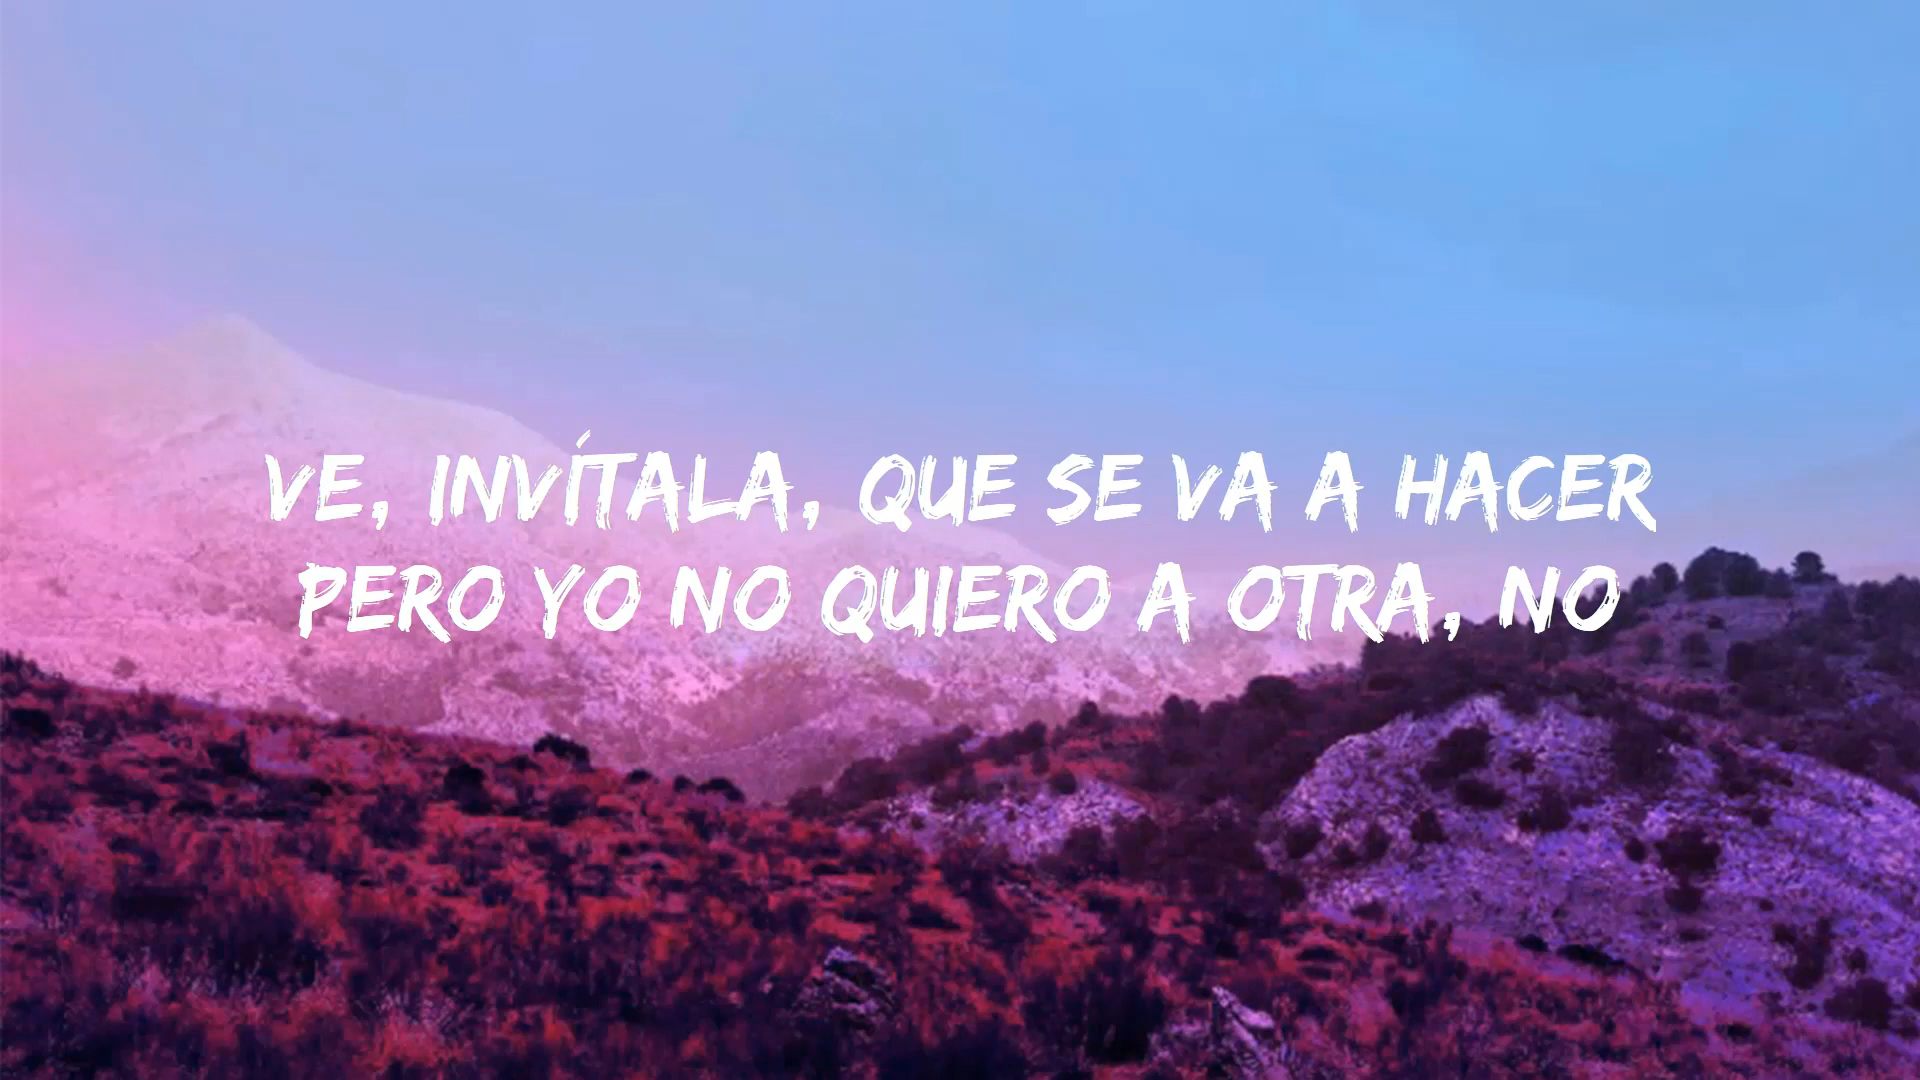 VE, INVÍTALA, QUE SE VA A HACER
PERO YO NO QUIERO A OTRA, NO